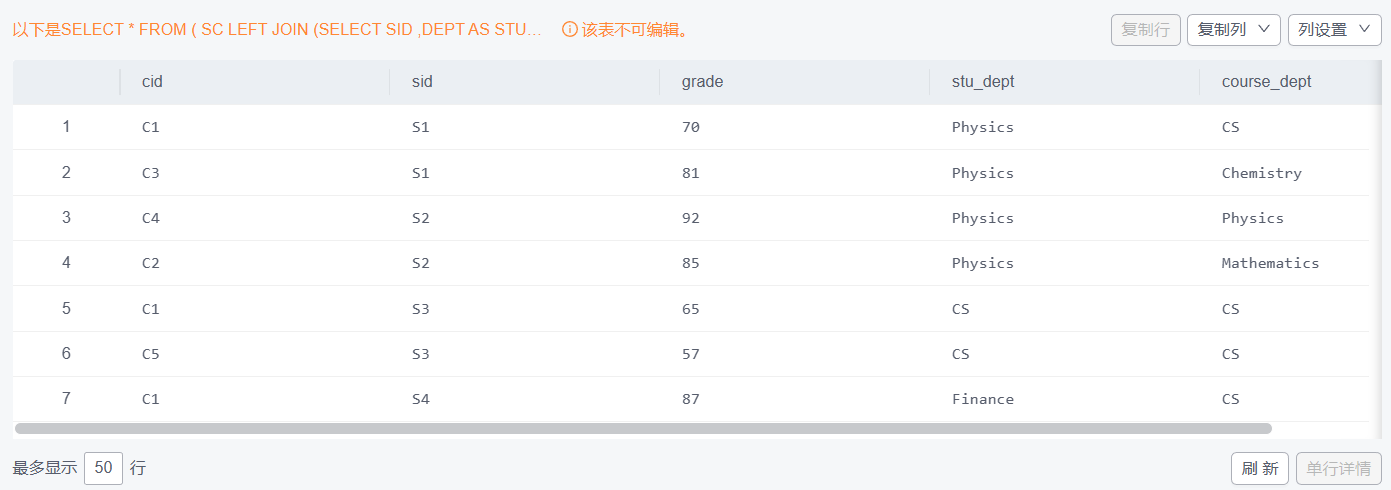 以下是SELECT * FROM ( SC LEFT JOIN (SELECT SID ,DEPT AS STU... 该表不可编辑。 复制行 复制列 列设置
cid sid grade stu_dept course_dept
1 C1 S1 70 Physics CS
2 C3 S1 81 Physics Chemistry
3 C4 S2 92 Physics Physics
4 C2 S2 85 Physics Mathematics
5 C1 S3 65 CS CS
6 C5 S3 57 CS CS
7 C1 S4 87 Finance CS
最多显示 50 行 刷 新 单行详情